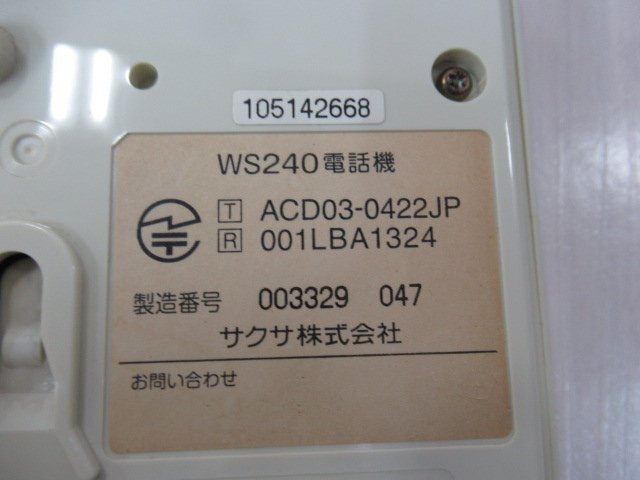 105142668
WS240電話機
T ACD03-0422JP
R 001LBA1324
製造番号 003329 047
サクサ株式会社
お問い合わせ